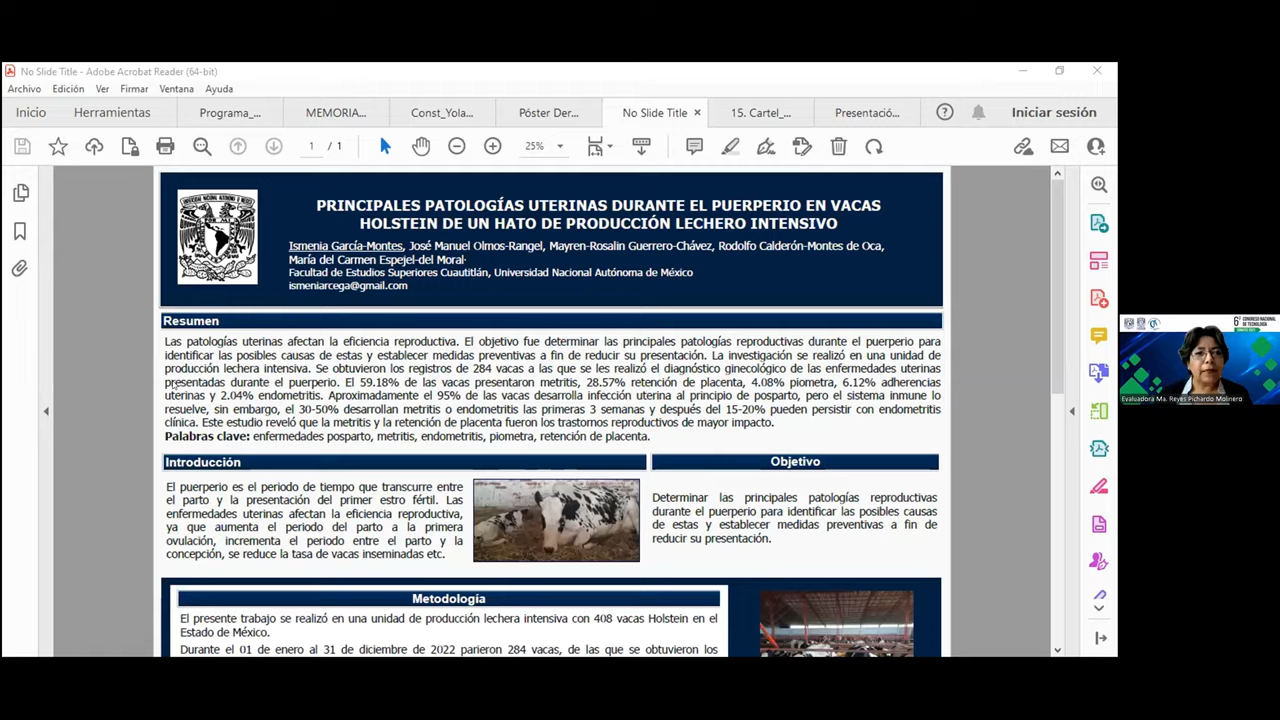 No Slide Title - Adobe Acrobat Reader (64-bit)
Archivo Edición Ver Firmar Ventana Ayuda
Inicio Herramientas Programa_... MEMORIA... Const_Yola... Póster Der... No Slide Title × 15. Cartel_... Presentació... Iniciar sesión
1 / 1 25%
PRINCIPALES PATOLOGÍAS UTERINAS DURANTE EL PUERPERIO EN VACAS
HOLSTEIN DE UN HATO DE PRODUCCIÓN LECHERO INTENSIVO
Ismenia García-Montes, José Manuel Olmos-Rangel, Mayren-Rosalin Guerrero-Chávez, Rodolfo Calderón-Montes de Oca,
María del Carmen Espejel-del Moral·
Facultad de Estudios Superiores Cuautitlán, Universidad Nacional Autónoma de México
ismeniarcega@gmail.com
Resumen
Las patologías uterinas afectan la eficiencia reproductiva. El objetivo fue determinar las principales patologías reproductivas durante el puerperio para
identificar las posibles causas de estas y establecer medidas preventivas a fin de reducir su presentación. La investigación se realizó en una unidad de
producción lechera intensiva. Se obtuvieron los registros de 284 vacas a las que se les realizó el diagnóstico ginecológico de las enfermedades uterinas
presentadas durante el puerperio. El 59.18% de las vacas presentaron metritis, 28.57% retención de placenta, 4.08% piometra, 6.12% adherencias
uterinas y 2.04% endometritis. Aproximadamente el 95% de las vacas desarrolla infección uterina al principio de posparto, pero el sistema inmune lo
resuelve, sin embargo, el 30-50% desarrollan metritis o endometritis las primeras 3 semanas y después del 15-20% pueden persistir con endometritis
clínica. Este estudio reveló que la metritis y la retención de placenta fueron los trastornos reproductivos de mayor impacto.
Palabras clave: enfermedades posparto, metritis, endometritis, piometra, retención de placenta.
Introducción
El puerperio es el periodo de tiempo que transcurre entre
el parto y la presentación del primer estro fértil. Las
enfermedades uterinas afectan la eficiencia reproductiva,
ya que aumenta el periodo del parto a la primera
ovulación, incrementa el periodo entre el parto y la
concepción, se reduce la tasa de vacas inseminadas etc.
Objetivo
Determinar las principales patologías reproductivas
durante el puerperio para identificar las posibles causas
de estas y establecer medidas preventivas a fin de
reducir su presentación.
Metodología
El presente trabajo se realizó en una unidad de producción lechera intensiva con 408 vacas Holstein en el
Estado de México.
Durante el 01 de enero al 31 de diciembre de 2022 parieron 284 vacas, de las que se obtuvieron los
6° CONGRESO NACIONAL
DE TECNOLOGÍA
Evaluadora Ma. Reyes Pichardo Molinero